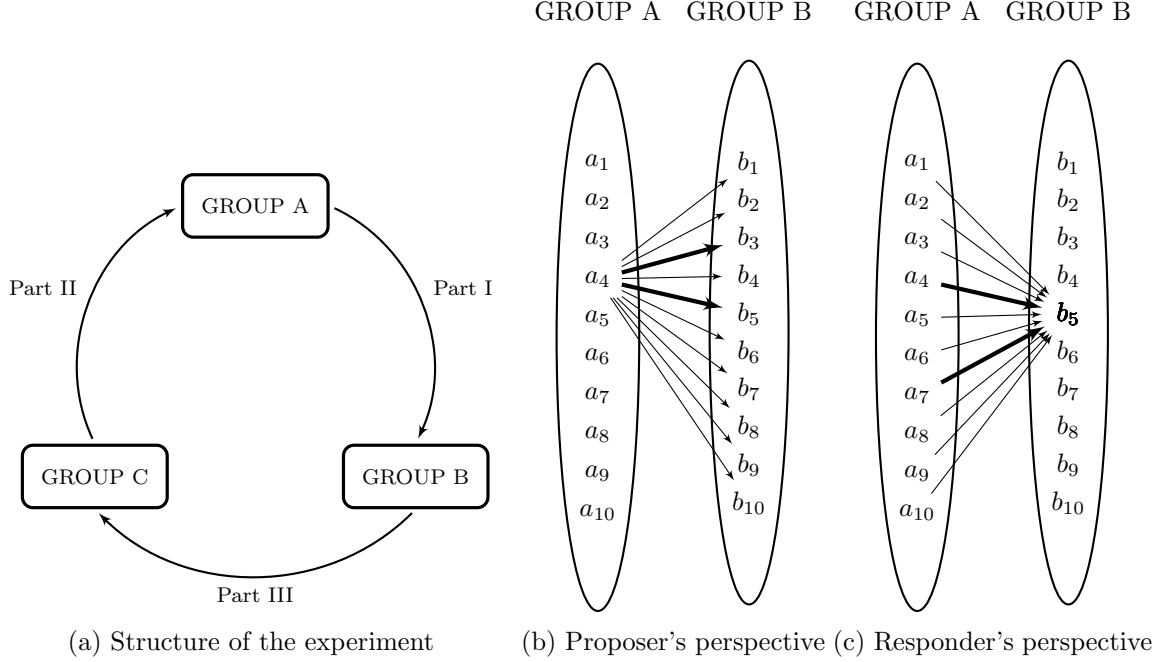 GROUP A GROUP B GROUP A GROUP B
GROUP A
Part II
Part I
GROUP C
GROUP B
Part III
a₁
a₂
a₃
a₄
a₅
a₆
a₇
a₈
a₉
a₁₀
b₁
b₂
b₃
b₄
b₅
b₆
b₇
b₈
b₉
b₁₀
a₁
a₂
a₃
a₄
a₅
a₆
a₇
a₈
a₉
a₁₀
b₁
b₂
b₃
b₄
b₅
b₆
b₇
b₈
b₉
b₁₀
(a) Structure of the experiment
(b) Proposer's perspective
(c) Responder's perspective